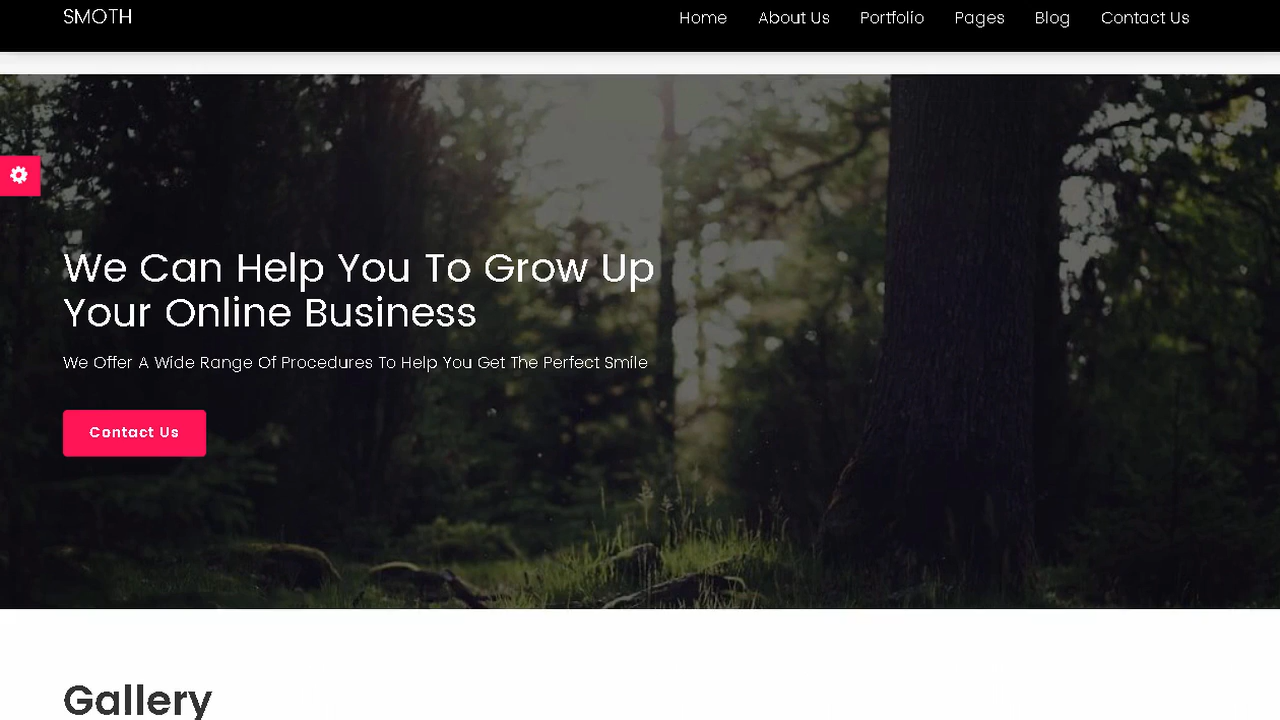 SMOTH
Home About Us Portfolio Pages Blog Contact Us
We Can Help You To Grow Up
Your Online Business
We Offer A Wide Range Of Procedures To Help You Get The Perfect Smile
Contact Us
Gallery